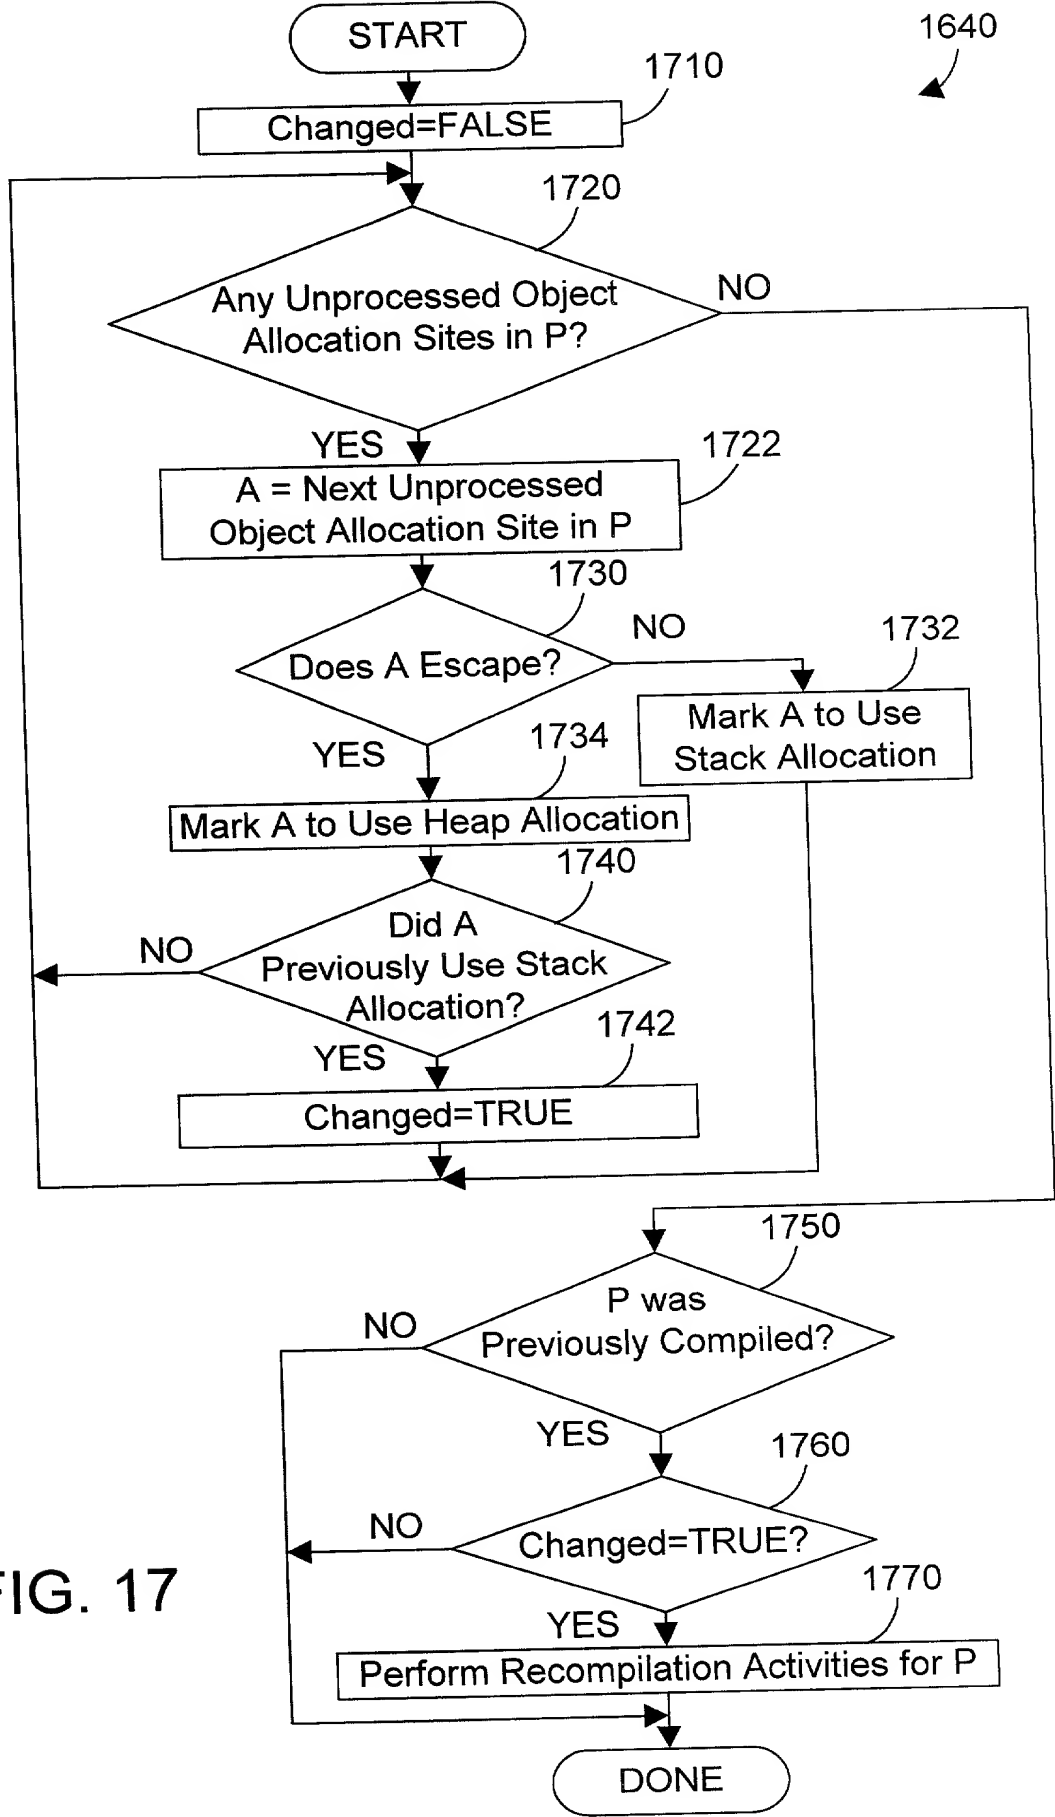 START
1640
1710
Changed=FALSE
1720
Any Unprocessed Object
Allocation Sites in P?
NO
YES
1722
A = Next Unprocessed
Object Allocation Site in P
1730
Does A Escape?
NO
1732
Mark A to Use
Stack Allocation
YES
1734
Mark A to Use Heap Allocation
1740
Did A
Previously Use Stack
Allocation?
NO
YES
1742
Changed=TRUE
1750
P was
Previously Compiled?
NO
YES
1760
Changed=TRUE?
NO
FIG. 17
YES
1770
Perform Recompilation Activities for P
DONE